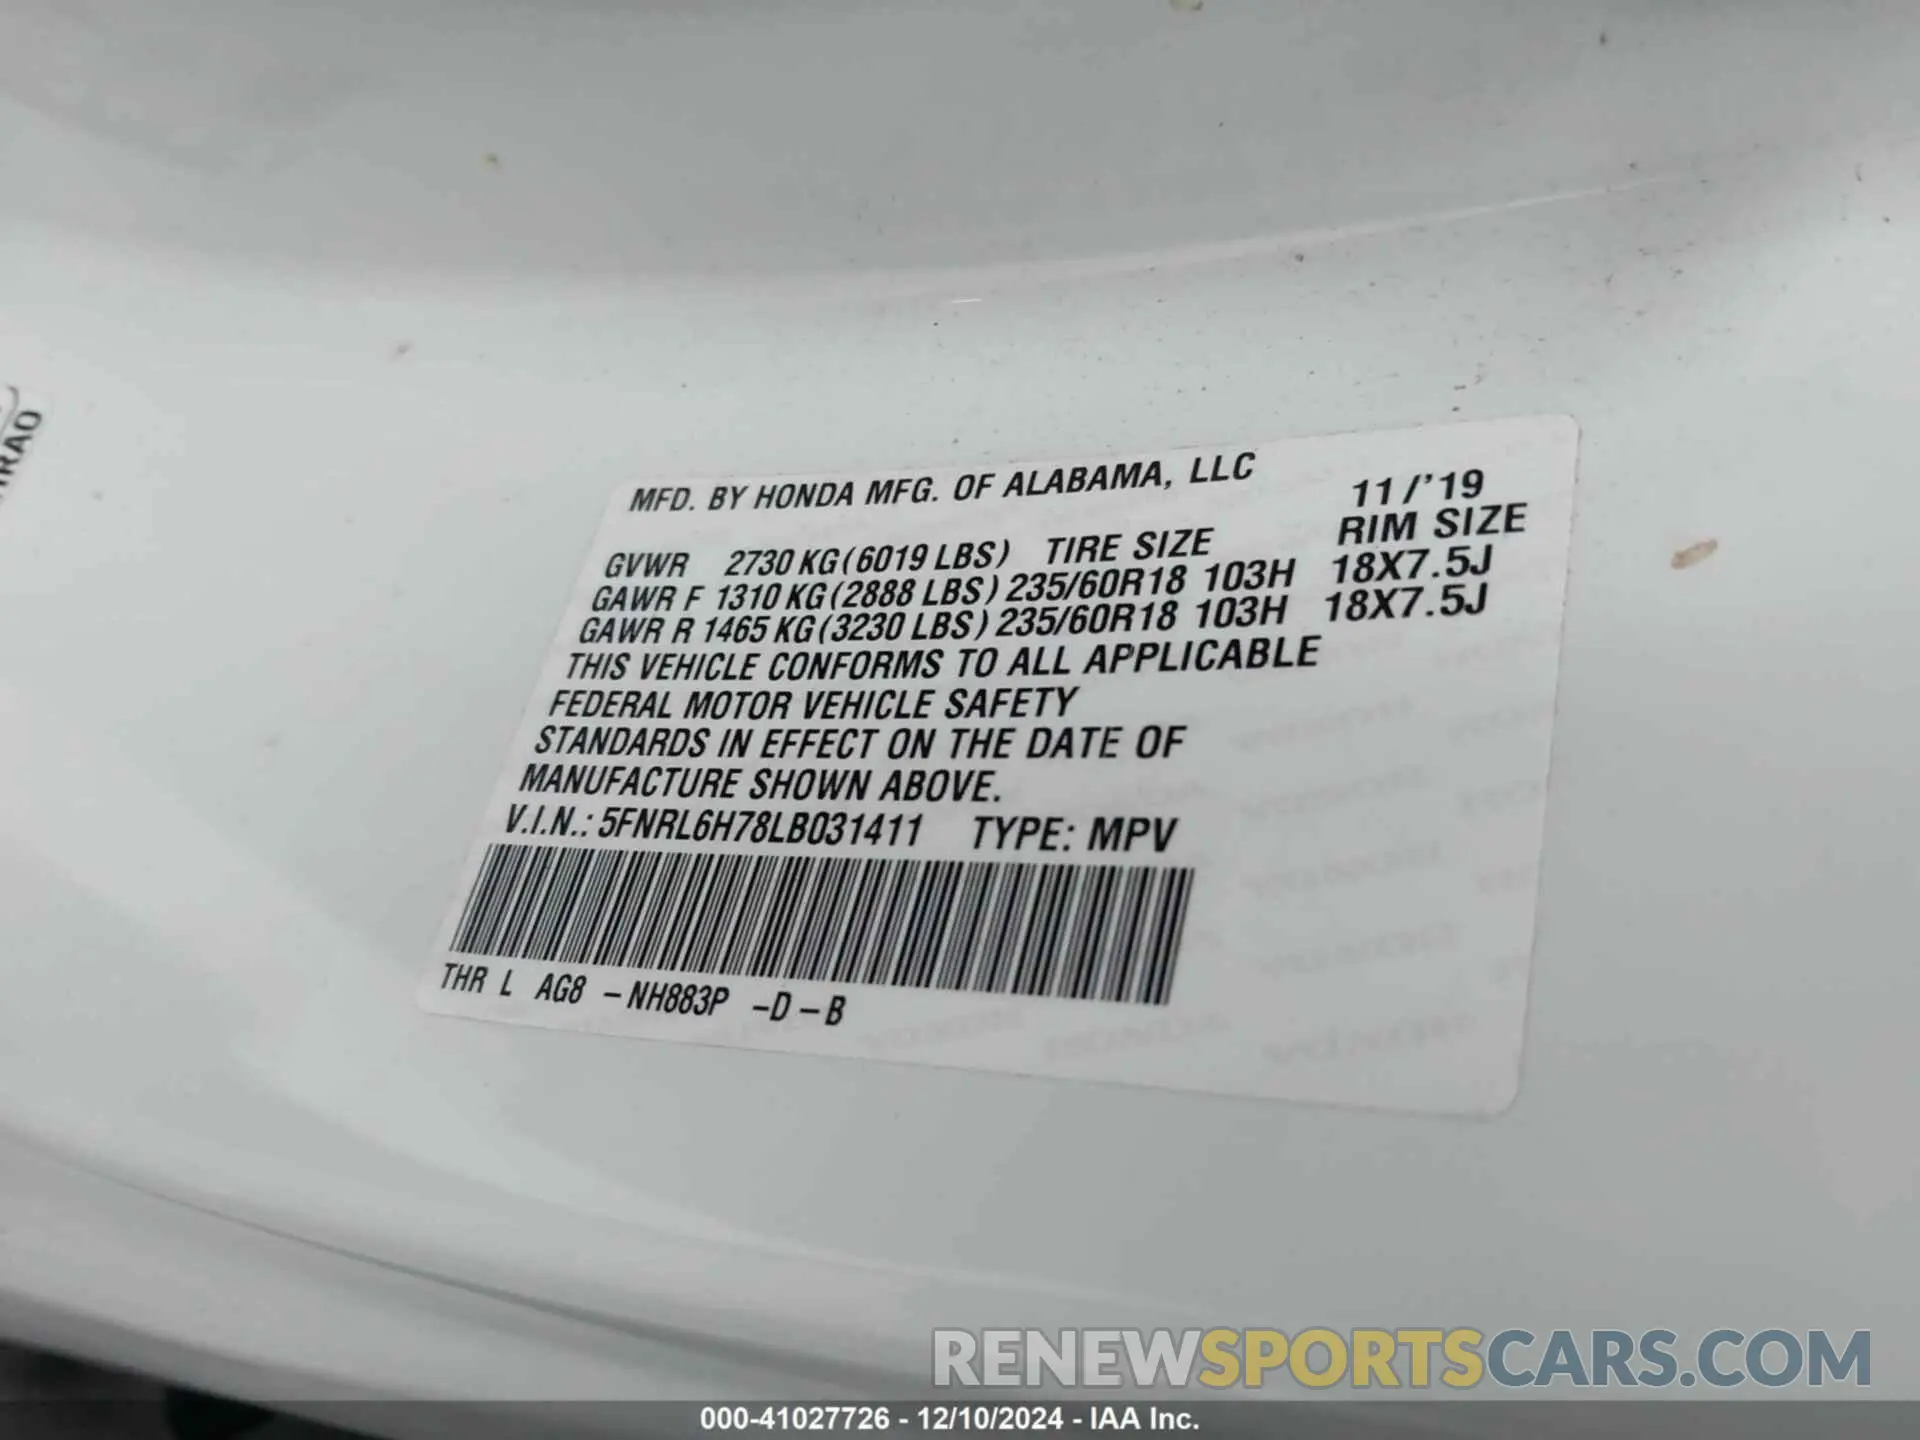 MFD. BY HONDA MFG. OF ALABAMA, LLC 11/'19
GVWR 2730 KG(6019 LBS) TIRE SIZE RIM SIZE
GAWR F 1310 KG(2888 LBS) 235/60R18 103H 18X7.5J
GAWR R 1465 KG(3230 LBS) 235/60R18 103H 18X7.5J
THIS VEHICLE CONFORMS TO ALL APPLICABLE
FEDERAL MOTOR VEHICLE SAFETY
STANDARDS IN EFFECT ON THE DATE OF
MANUFACTURE SHOWN ABOVE.
V.I.N.: 5FNRL6H78LB031411 TYPE: MPV
THR L AG8 -NH883P -D-B
RENEWSPORTSCARS.COM
000-41027726 - 12/10/2024 - IAA Inc.